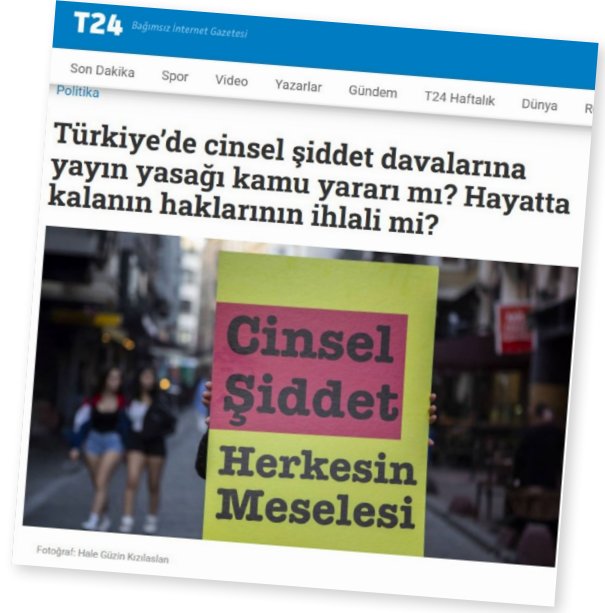 T24 Bağımsız İnternet Gazetesi
Son Dakika Spor Video Yazarlar Gündem T24 Haftalık Dünya R
Politika
Türkiye'de cinsel şiddet davalarına
yayın yasağı kamu yararı mı? Hayatta
kalanın haklarının ihlali mi?
Cinsel
Şiddet
Herkesin
Meselesi
Fotoğraf: Hale Güzin Kızılaslan